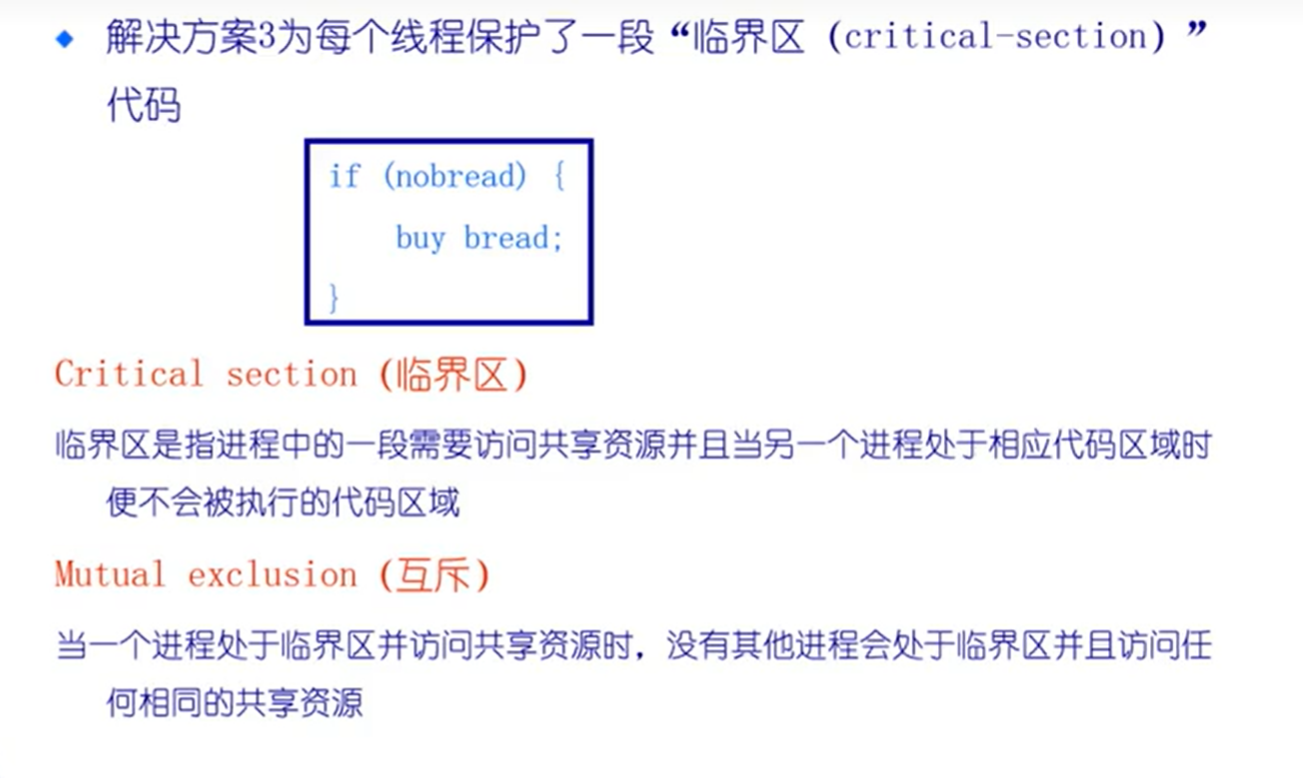 解决方案3为每个线程保护了一段“临界区（critical-section）”
代码
if (nobread) {
buy bread;
}
Critical section (临界区)
临界区是指进程中的一段需要访问共享资源并且当另一个进程处于相应代码区域时
便不会被执行的代码区域
Mutual exclusion (互斥)
当一个进程处于临界区并访问共享资源时，没有其他进程会处于临界区并且访问任
何相同的共享资源